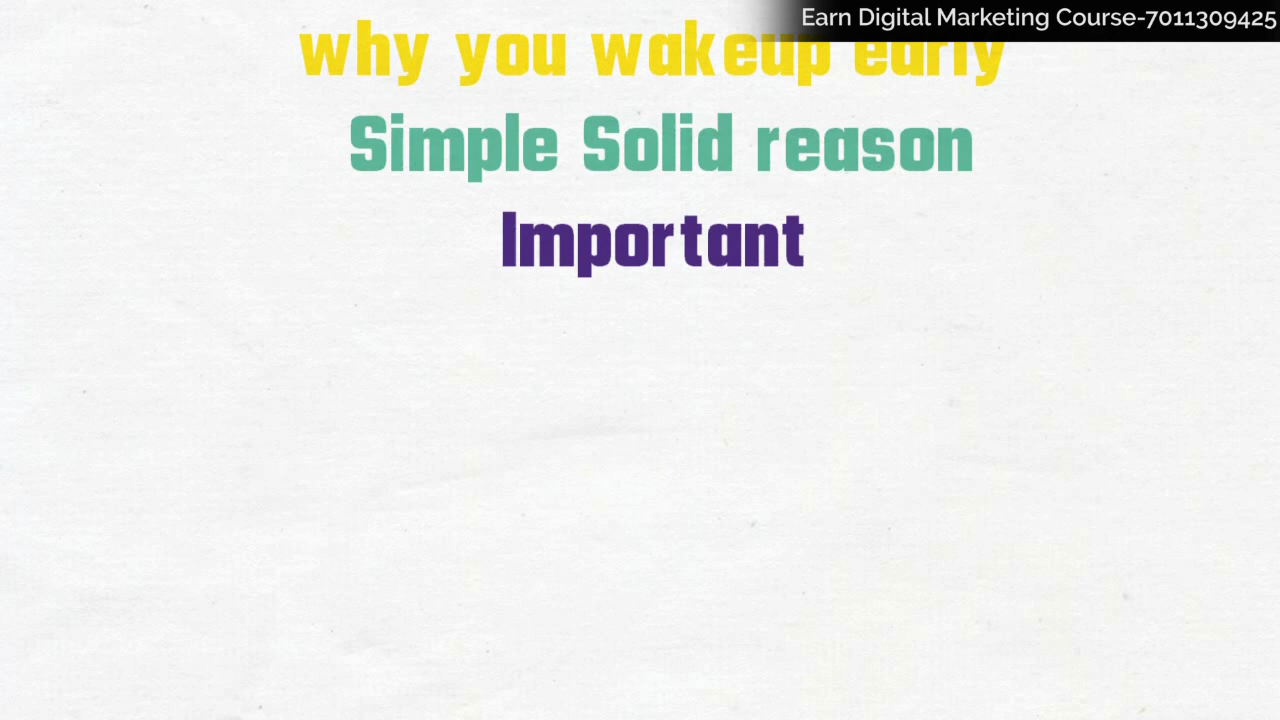 Earn Digital Marketing Course-7011309425
why you wakeup early
Simple Solid reason
Important